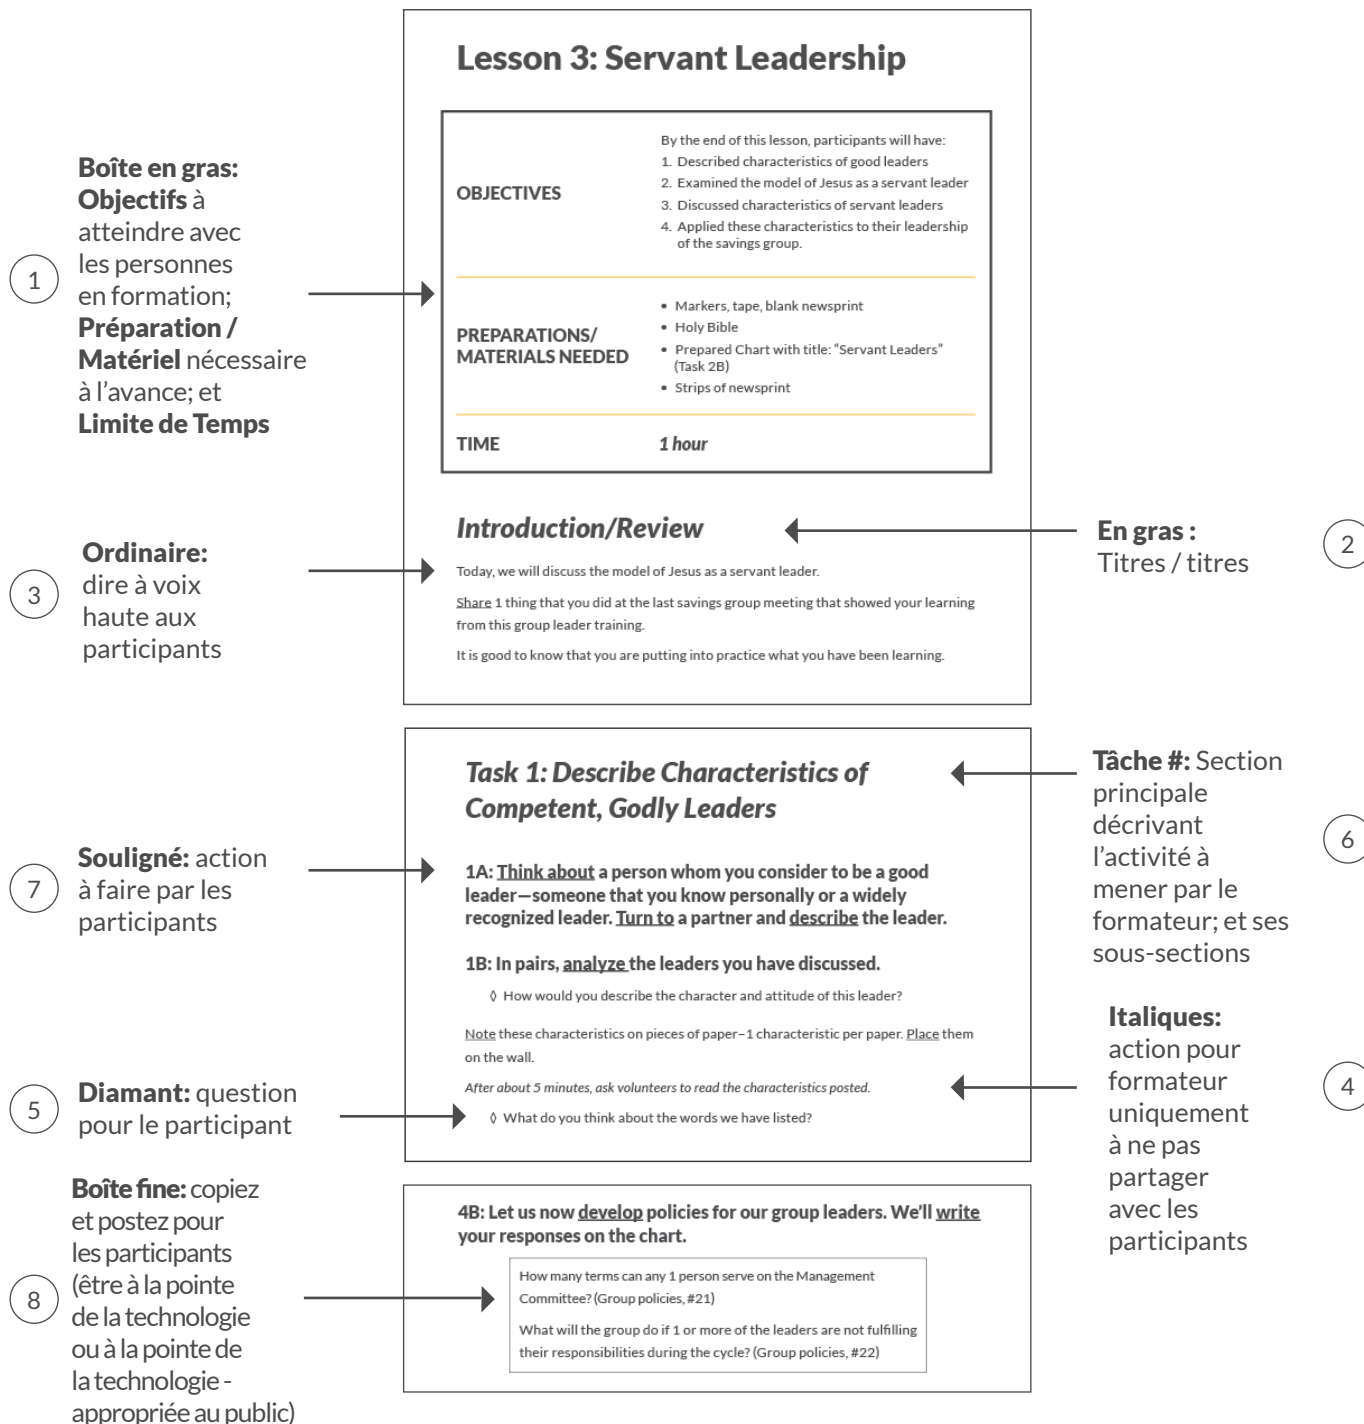 Lesson 3: Servant Leadership
Boîte en gras:
Objectifs à
atteindre avec
les personnes
en formation;
Préparation /
Matériel nécessaire
à l’avance; et
Limite de Temps
1
OBJECTIVES
By the end of this lesson, participants will have:
1. Described characteristics of good leaders
2. Examined the model of Jesus as a servant leader
3. Discussed characteristics of servant leaders
4. Applied these characteristics to their leadership
of the savings group.
PREPARATIONS/
MATERIALS NEEDED
• Markers, tape, blank newsprint
• Holy Bible
• Prepared Chart with title: “Servant Leaders”
(Task 2B)
• Strips of newsprint
TIME
1 hour
Introduction/Review
En gras :
Titres / titres
2
Ordinaire:
dire à voix
haute aux
participants
3
Today, we will discuss the model of Jesus as a servant leader.
Share 1 thing that you did at the last savings group meeting that showed your learning
from this group leader training.
It is good to know that you are putting into practice what you have been learning.
Task 1: Describe Characteristics of
Competent, Godly Leaders
Tâche #: Section
principale
décrivant
l’activité à
mener par le
formateur; et ses
sous-sections
6
Souligné: action
à faire par les
participants
7
1A: Think about a person whom you consider to be a good
leader—someone that you know personally or a widely
recognized leader. Turn to a partner and describe the leader.
1B: In pairs, analyze the leaders you have discussed.
◊ How would you describe the character and attitude of this leader?
Note these characteristics on pieces of paper–1 characteristic per paper. Place them
on the wall.
After about 5 minutes, ask volunteers to read the characteristics posted.
◊ What do you think about the words we have listed?
Italiques:
action pour
formateur
uniquement
à ne pas
partager
avec les
participants
4
Diamant: question
pour le participant
5
Boîte fine: copiez
et postez pour
les participants
(être à la pointe
de la technologie
ou à la pointe de
la technologie -
appropriée au public)
8
4B: Let us now develop policies for our group leaders. We’ll write
your responses on the chart.
How many terms can any 1 person serve on the Management
Committee? (Group policies, #21)
What will the group do if 1 or more of the leaders are not fulfilling
their responsibilities during the cycle? (Group policies, #22)